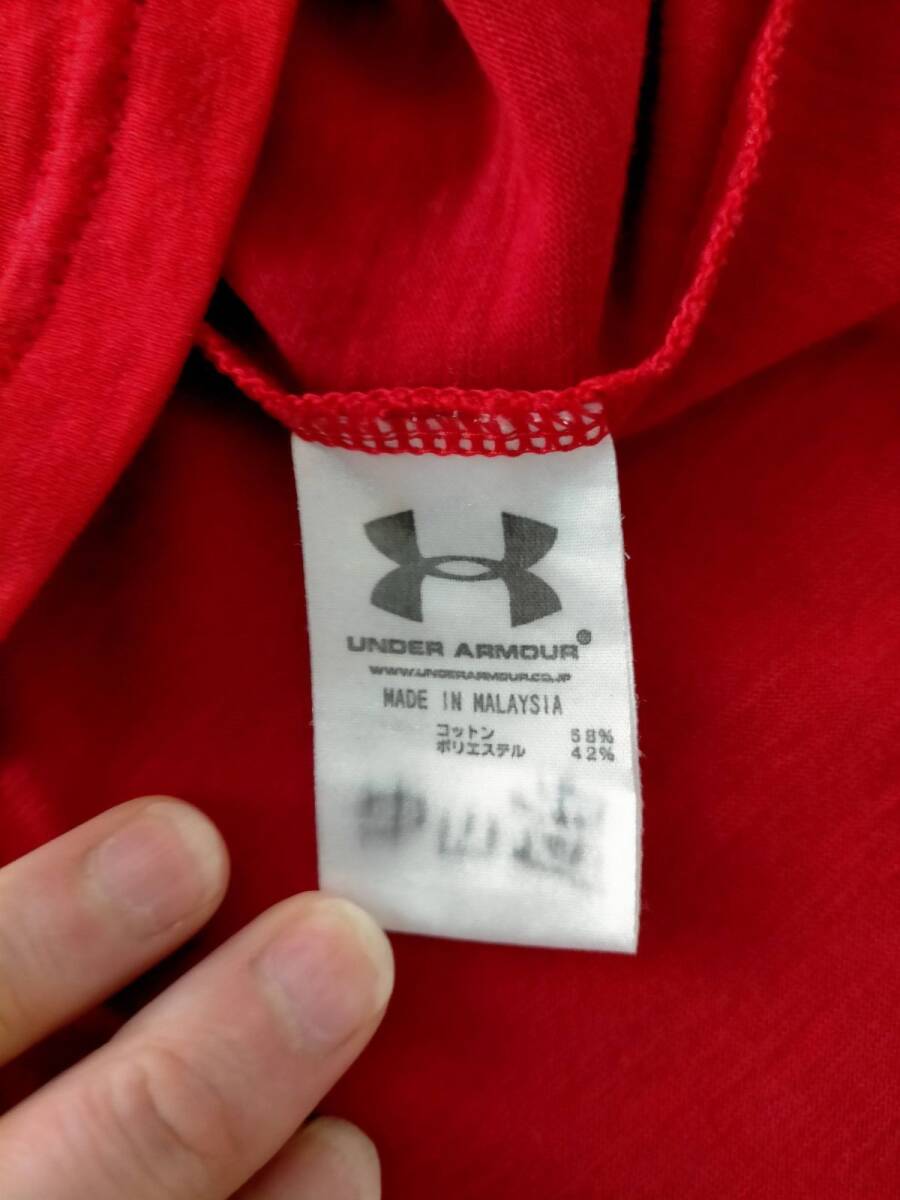 UNDER ARMOUR®
WWW.UNDERARMOUR.CO.JP
MADE IN MALAYSIA
コットン 58%
ポリエステル 42%